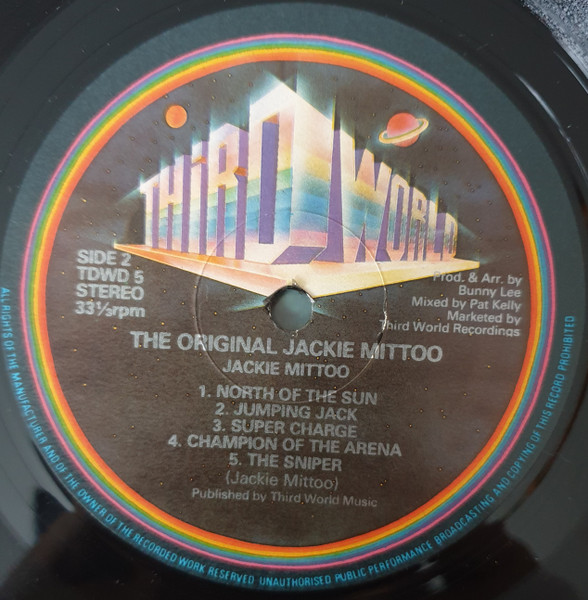 THIRD WORLD
SIDE 2
TDWD 5
STEREO
33⅓rpm
Prod. & Arr. by
Bunny Lee
Mixed by Pat Kelly
Marketed by
Third World Recordings
THE ORIGINAL JACKIE MITTOO
JACKIE MITTOO
1. NORTH OF THE SUN
2. JUMPING JACK
3. SUPER CHARGE
4. CHAMPION OF THE ARENA
5. THE SNIPER
(Jackie Mittoo)
Published by Third World Music
ALL RIGHTS OF THE MANUFACTURER AND OF THE OWNER OF THE RECORDED WORK RESERVED UNAUTHORISED PUBLIC PERFORMANCE BROADCASTING AND COPYING OF THIS RECORD PROHIBITED